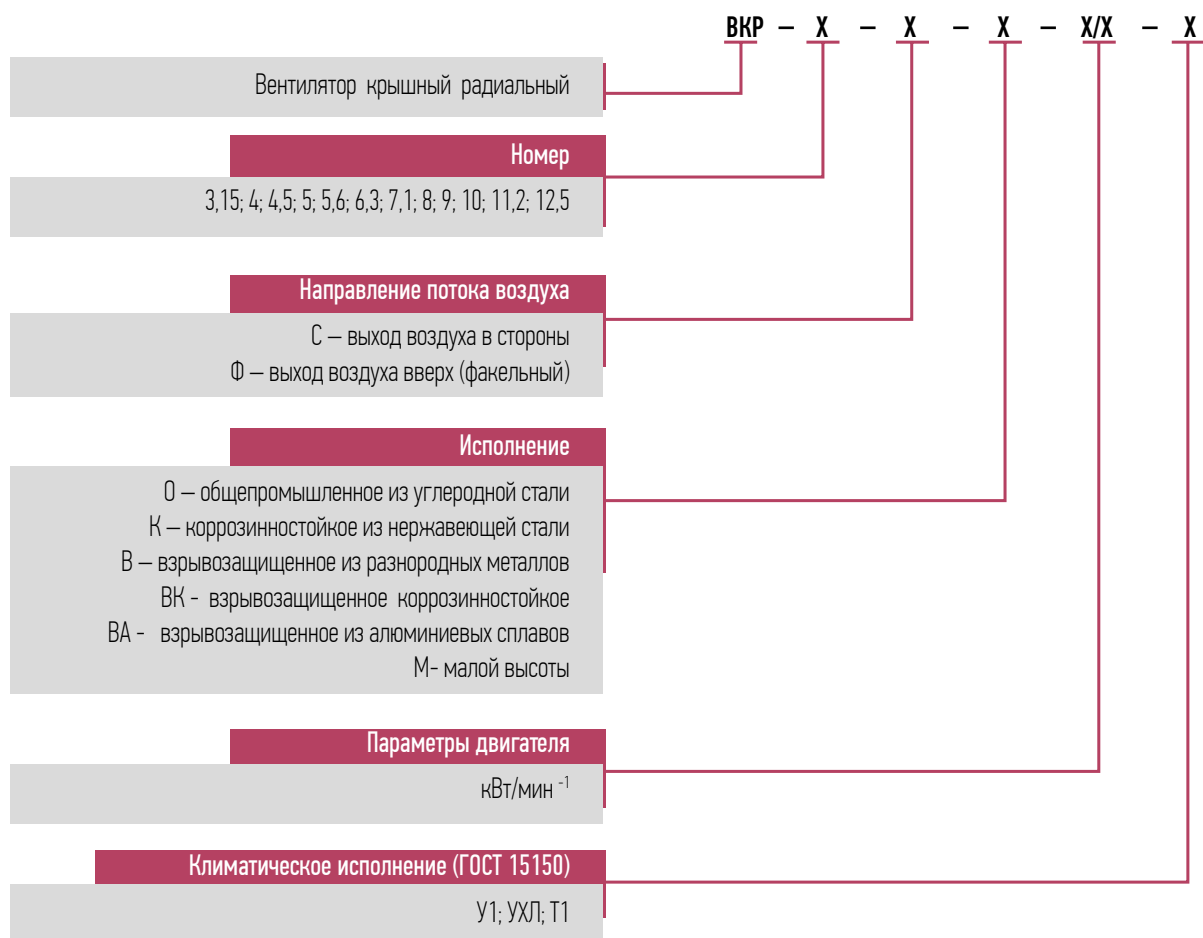 ВКР – X – X – X – X/X – X
Вентилятор крышный радиальный
Номер
3,15; 4; 4,5; 5; 5,6; 6,3; 7,1; 8; 9; 10; 11,2; 12,5
Направление потока воздуха
С – выход воздуха в стороны
Ф – выход воздуха вверх (факельный)
Исполнение
О – общепромышленное из углеродной стали
К – коррозинностойкое из нержавеющей стали
В – взрывозащищенное из разнородных металлов
ВК - взрывозащищенное коррозинностойкое
ВА - взрывозащищенное из алюминиевых сплавов
М- малой высоты
Параметры двигателя
кВт/мин ⁻¹
Климатическое исполнение (ГОСТ 15150)
У1; УХЛ; Т1